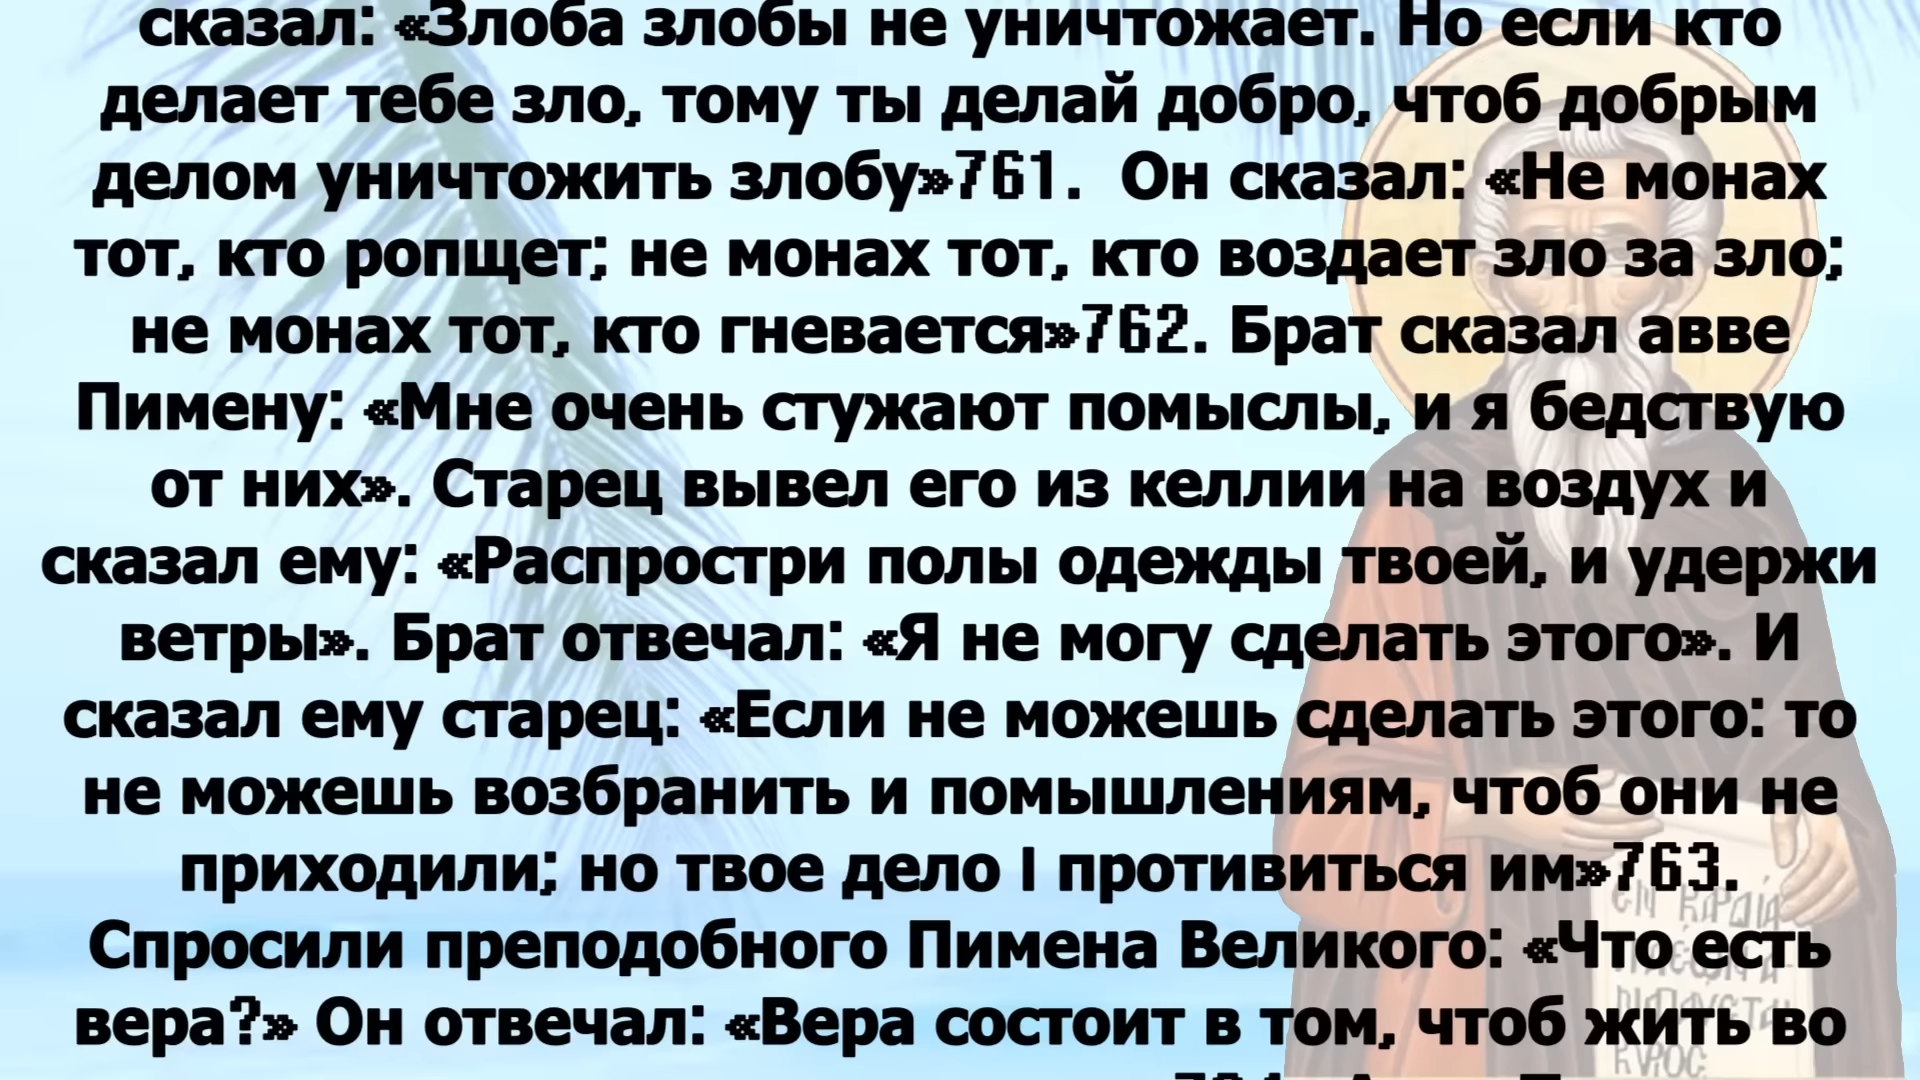 сказал: «Злоба злобы не уничтожает. Но если кто
делает тебе зло, тому ты делай добро, чтоб добрым
делом уничтожить злобу»761.  Он сказал: «Не монах
тот, кто ропщет; не монах тот, кто воздает зло за зло;
не монах тот, кто гневается»762. Брат сказал авве
Пимену: «Мне очень стужают помыслы, и я бедствую
от них». Старец вывел его из келлии на воздух и
сказал ему: «Распростри полы одежды твоей, и удержи
ветры». Брат отвечал: «Я не могу сделать этого». И
сказал ему старец: «Если не можешь сделать этого: то
не можешь возбранить и помышлениям, чтоб они не
приходили; но твое дело | противиться им»763.
Спросили преподобного Пимена Великого: «Что есть
вера?» Он отвечал: «Вера состоит в том, чтоб жить во